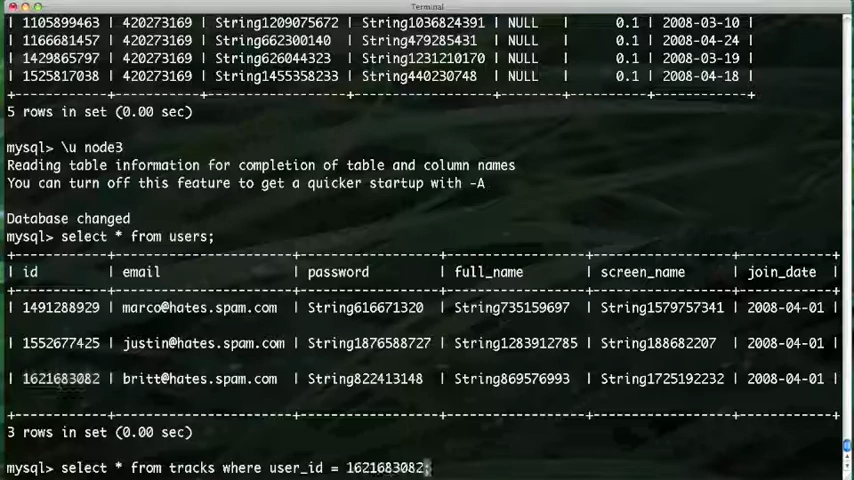 Terminal
| 1105899463 | 420273169 | String1209075672 | String1036824391 | NULL | 0.1 | 2008-03-10
| 1166681457 | 420273169 | String662300140 | String479285431 | NULL | 0.1 | 2008-04-24
| 1429865797 | 420273169 | String626044323 | String1231210170 | NULL | 0.1 | 2008-03-19
| 1525817038 | 420273169 | String1455358233 | String440230748 | NULL | 0.1 | 2008-04-18
5 rows in set (0.00 sec)
mysql> \u node3
Reading table information for completion of table and column names
You can turn off this feature to get a quicker startup with -A
Database changed
mysql> select * from users;
| id | email | password | full_name | screen_name | join_date |
| 1491288929 | marco@hates.spam.com | String616671320 | String735159697 | String1579757341 | 2008-04-01 |
| 1552677425 | justin@hates.spam.com | String1876588727 | String1283912785 | String188682207 | 2008-04-01 |
| 1621683082 | britt@hates.spam.com | String822413148 | String869576993 | String1725192232 | 2008-04-01 |
3 rows in set (0.00 sec)
mysql> select * from tracks where user_id = 1621683082;